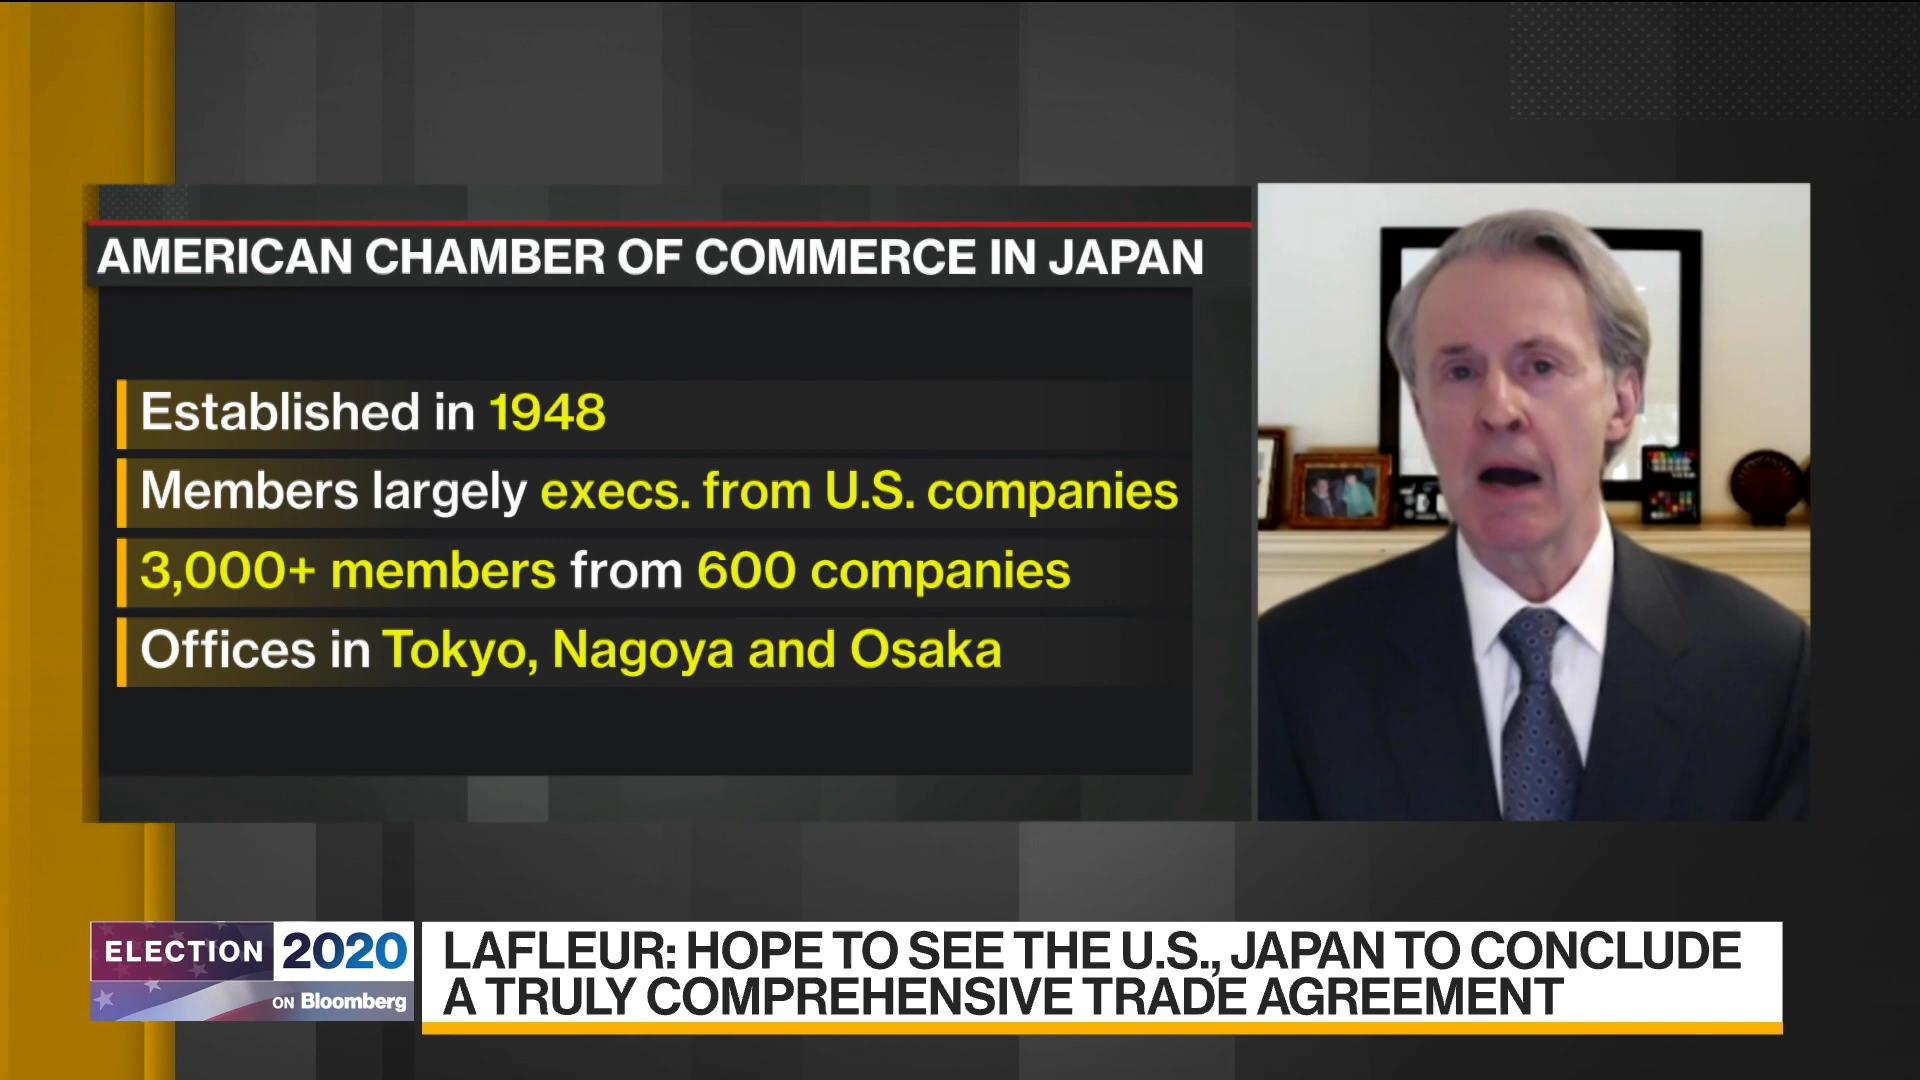 AMERICAN CHAMBER OF COMMERCE IN JAPAN
Established in 1948
Members largely execs. from U.S. companies
3,000+ members from 600 companies
Offices in Tokyo, Nagoya and Osaka
ELECTION 2020
ON Bloomberg
LAFLEUR: HOPE TO SEE THE U.S., JAPAN TO CONCLUDE
A TRULY COMPREHENSIVE TRADE AGREEMENT